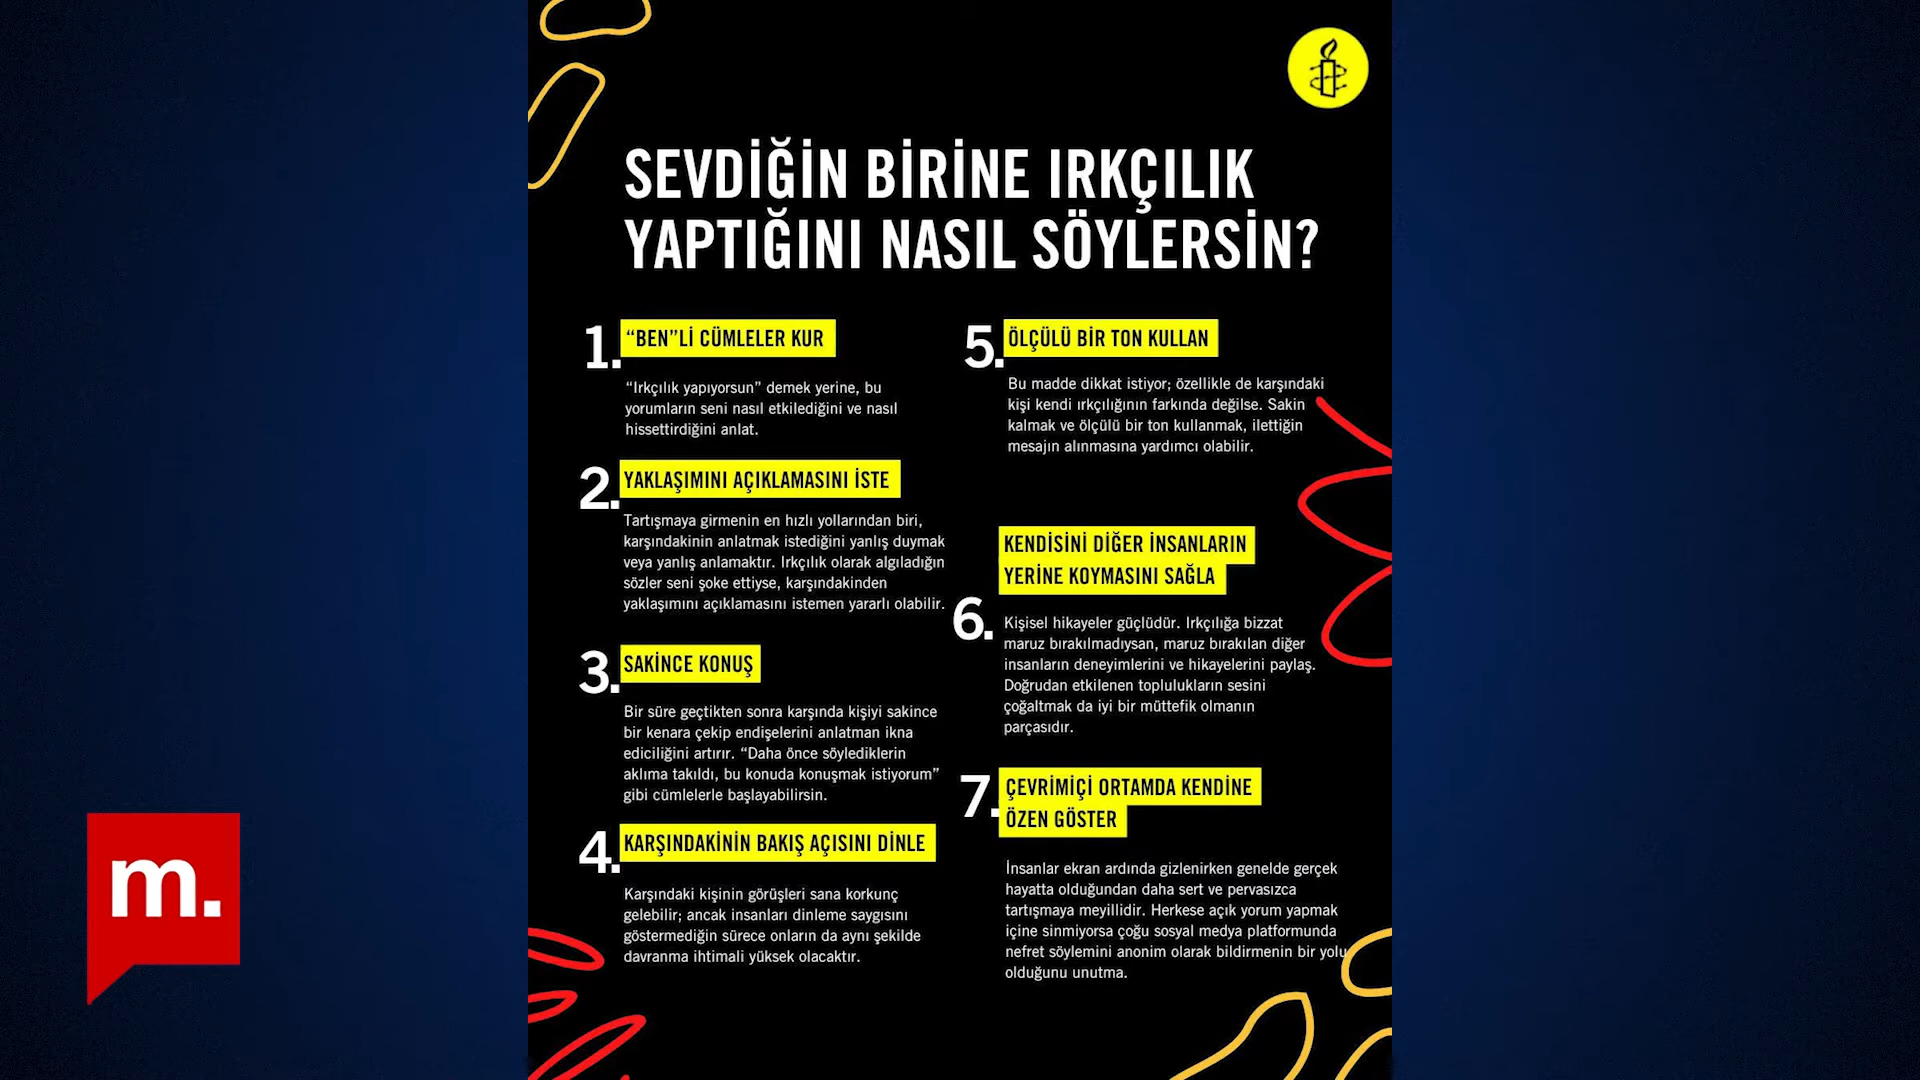 SEVDİĞİN BİRİNE IRKÇILIK
YAPTIĞINI NASIL SÖYLERSİN?
1.
“BEN”Lİ CÜMLELER KUR
“Irkçılık yapıyorsun” demek yerine, bu
yorumların seni nasıl etkilediğini ve nasıl
hissettirdiğini anlat.
2.
YAKLAŞIMINI AÇIKLAMASINI İSTE
Tartışmaya girmenin en hızlı yollarından biri,
karşındakinin anlatmak istediğini yanlış duymak
veya yanlış anlamaktır. Irkçılık olarak algıladığın
sözler seni şoke ettiyse, karşındakinden
yaklaşımını açıklamasını istemen yararlı olabilir.
3.
SAKİNCE KONUŞ
Bir süre geçtikten sonra karşında kişiyi sakince
bir kenara çekip endişelerini anlatman ikna
ediciliğini artırır. “Daha önce söylediklerin
aklıma takıldı, bu konuda konuşmak istiyorum”
gibi cümlelerle başlayabilirsin.
4.
KARŞINDAKİNİN BAKIŞ AÇISINI DİNLE
Karşındaki kişinin görüşleri sana korkunç
gelebilir; ancak insanları dinleme saygısını
göstermediğin sürece onların da aynı şekilde
davranma ihtimali yüksek olacaktır.
5.
ÖLÇÜLÜ BİR TON KULLAN
Bu madde dikkat istiyor; özellikle de karşındaki
kişi kendi ırkçılığının farkında değilse. Sakin
kalmak ve ölçülü bir ton kullanmak, ilettiğin
mesajın alınmasına yardımcı olabilir.
6.
KENDİSİNİ DİĞER İNSANLARIN
YERİNE KOYMASINI SAĞLA
Kişisel hikayeler güçlüdür. Irkçılığa bizzat
maruz bırakılmadıysan, maruz bırakılan diğer
insanların deneyimlerini ve hikayelerini paylaş.
Doğrudan etkilenen toplulukların sesini
çoğaltmak da iyi bir müttefik olmanın
parçasıdır.
7.
ÇEVRİMİÇİ ORTAMDA KENDİNE
ÖZEN GÖSTER
İnsanlar ekran ardında gizlenirken genelde gerçek
hayatta olduğundan daha sert ve pervasızca
tartışmaya meyillidir. Herkese açık yorum yapmak
içine sinmiyorsa çoğu sosyal medya platformunda
nefret söylemini anonim olarak bildirmenin bir yolu
olduğunu unutma.
m.